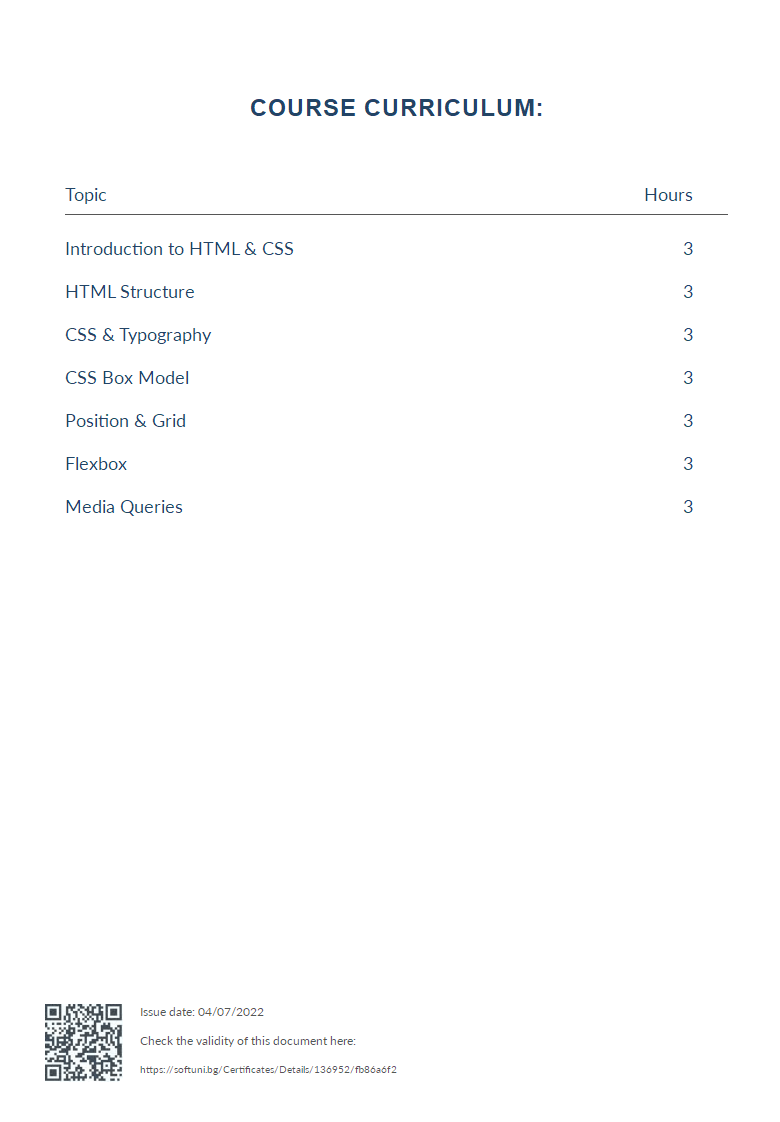 COURSE CURRICULUM:
Topic Hours
Introduction to HTML & CSS 3
HTML Structure 3
CSS & Typography 3
CSS Box Model 3
Position & Grid 3
Flexbox 3
Media Queries 3
Issue date: 04/07/2022
Check the validity of this document here:
https://softuni.bg/Certificates/Details/136952/fb86a6f2